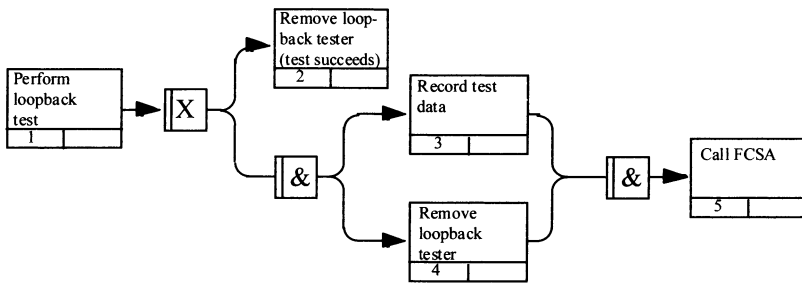 Perform
loopback
test
1
X
Remove loop-
back tester
(test succeeds)
2
&
Record test
data
3
Remove
loopback
tester
4
&
Call FCSA
5